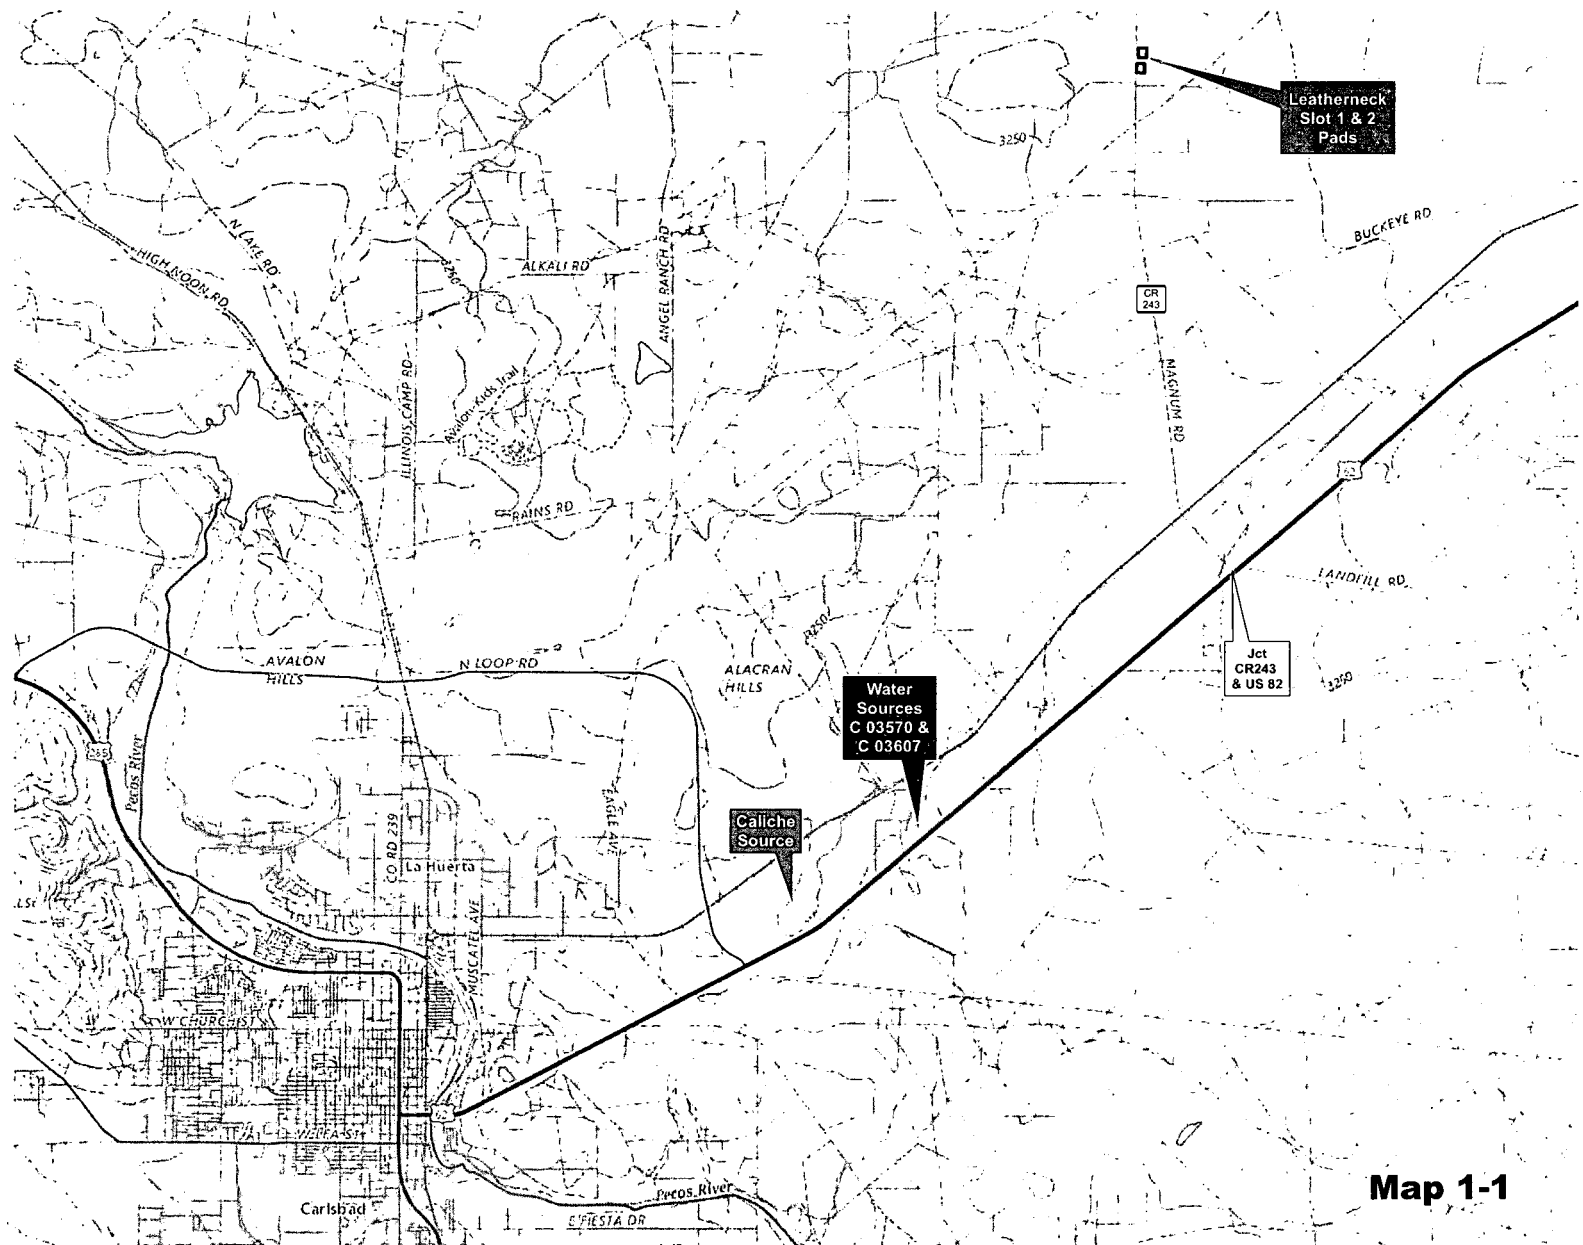 Leatherneck
Slot 1 & 2
Pads
3250
BUCKEYE RD
N LAKE RD
HIGH NOON RD
3250
ALKALI RD
ANGEL RANCH RD
CR
243
MAGNUM RD
ILLINOIS CAMP RD
Avalon Kids Trail
RAINS RD
62
LANDFILL RD
3250
AVALON
HILLS
N LOOP RD
ALACRAN
HILLS
Jct
CR243
& US 82
3250
Water
Sources
C 03570 &
C 03607
285
Pecos River
EAGLE AVE
Caliche
Source
CO RD 239
La Huerta
MUSCATEL AVE
W CHURCH ST
Carlsbad
Pecos River
E FIESTA DR
Map 1-1